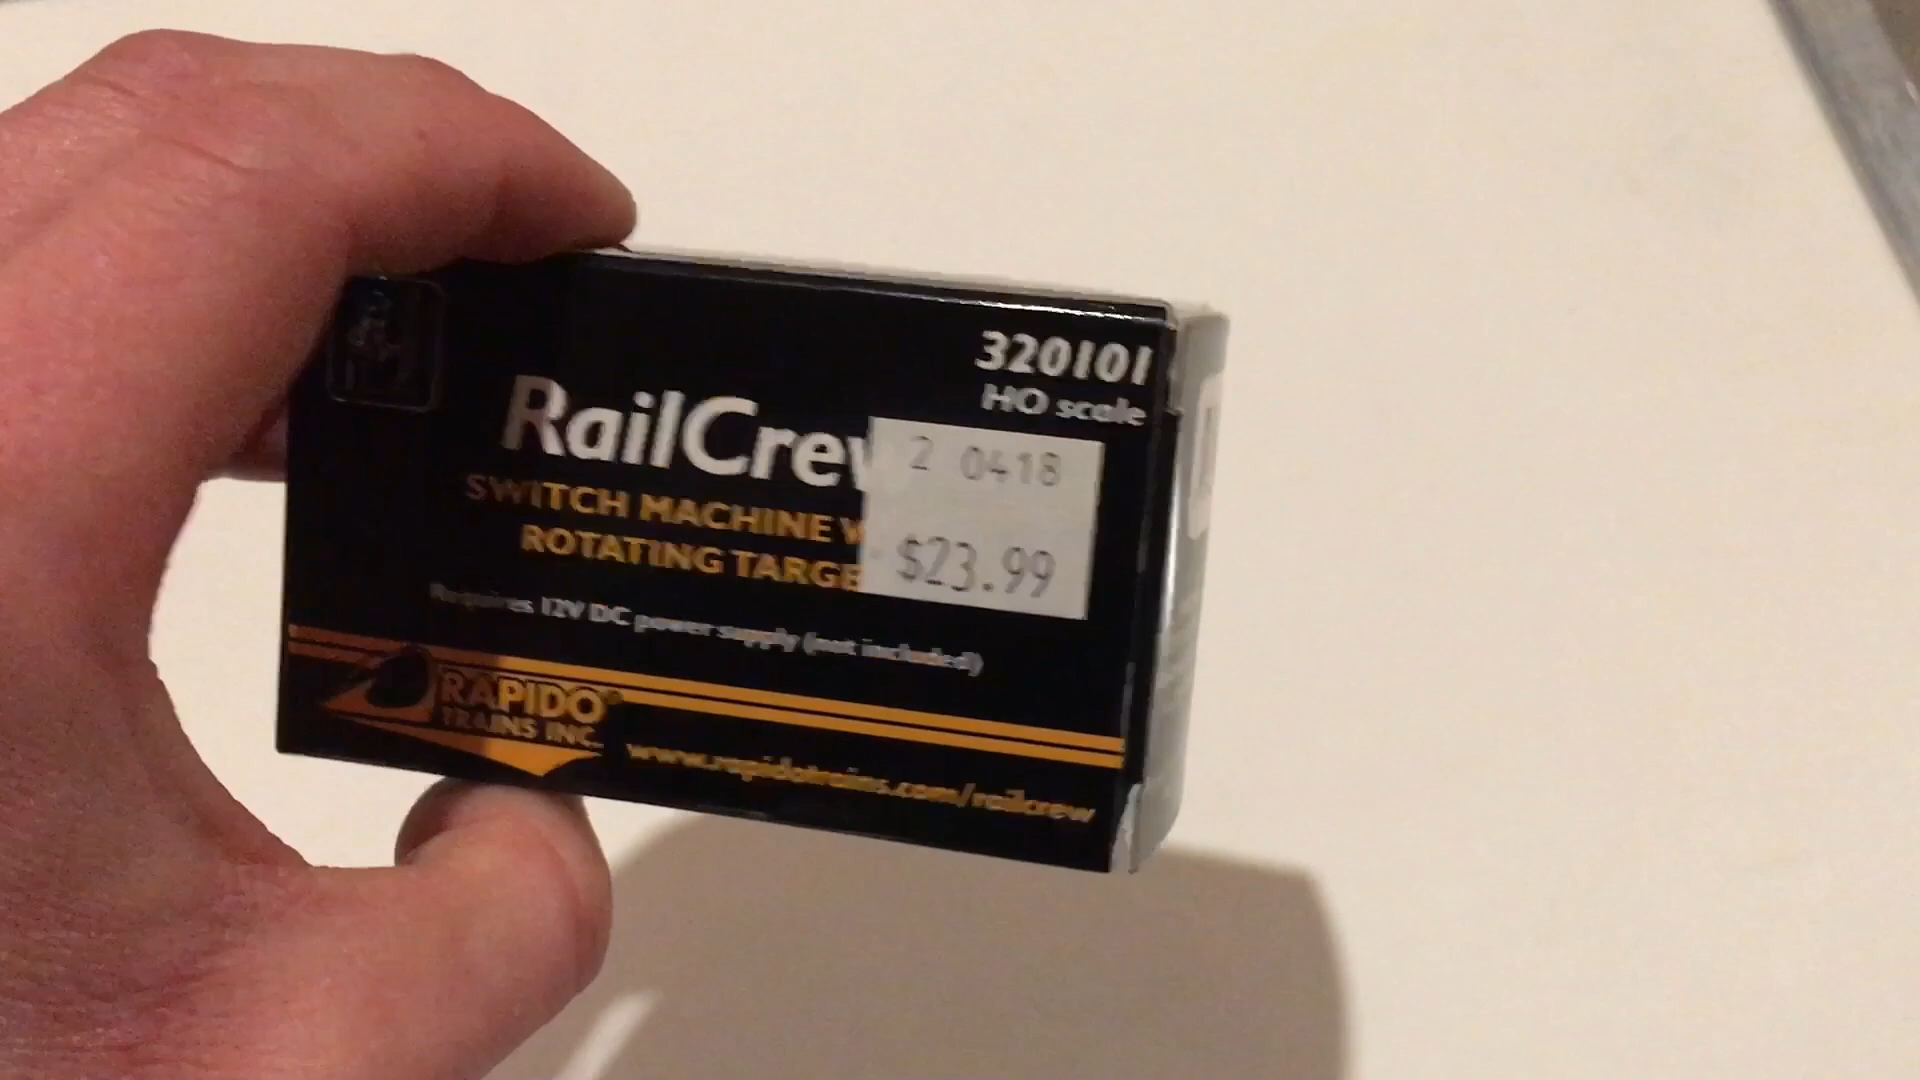 320101
HO scale
RailCrew
2 0418
SWITCH MACHINE W
ROTATING TARGE
$23.99
Requires 12V DC power supply (not included)
RAPIDO
TRAINS INC.
www.rapidotrains.com/railcrew